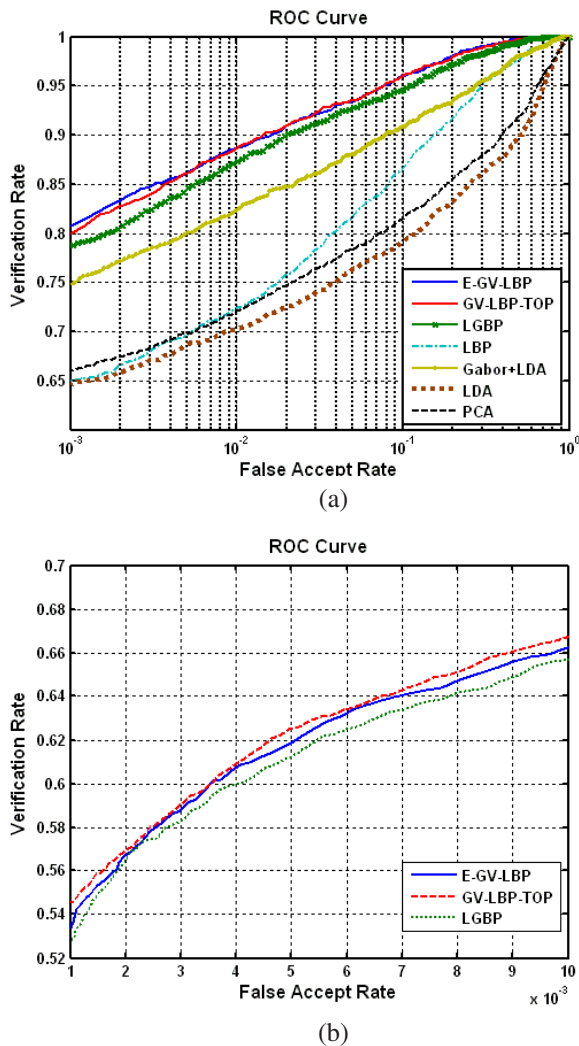 ROC Curve
1
0.95
0.9
0.85
0.8
0.75
0.7
0.65
Verification Rate
E-GV-LBP
GV-LBP-TOP
LGBP
LBP
Gabor+LDA
LDA
PCA
10^-3 10^-2 10^-1 10^0
False Accept Rate
(a)
ROC Curve
0.7
0.68
0.66
0.64
0.62
0.6
0.58
0.56
0.54
0.52
Verification Rate
E-GV-LBP
GV-LBP-TOP
LGBP
1 2 3 4 5 6 7 8 9 10
False Accept Rate
x 10^-3
(b)